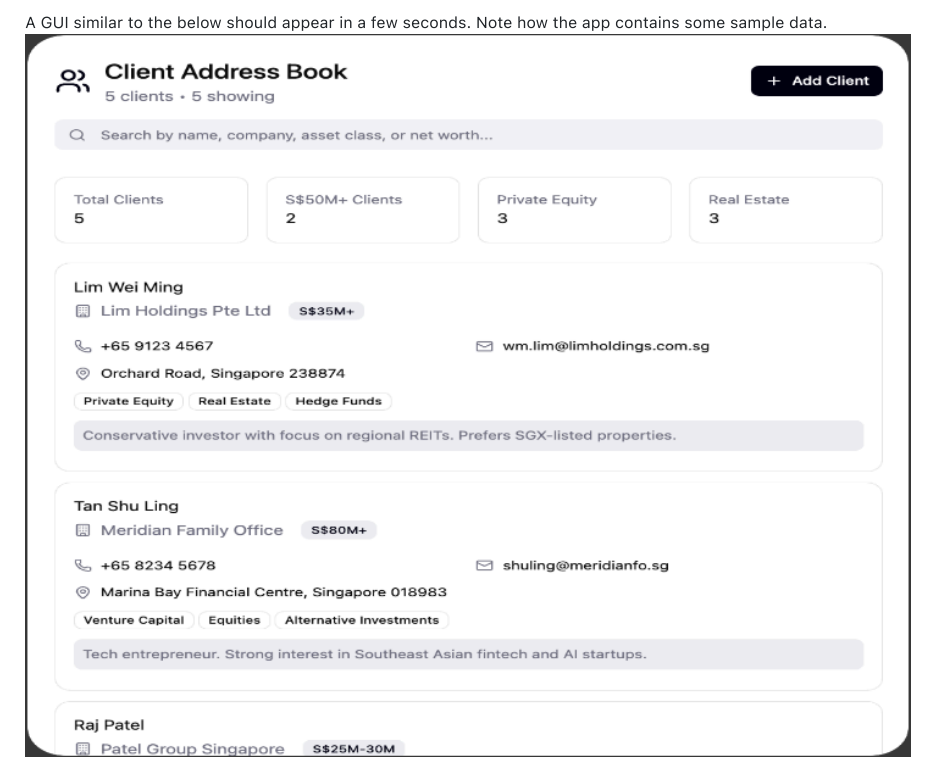 A GUI similar to the below should appear in a few seconds. Note how the app contains some sample data.
Client Address Book
5 clients • 5 showing
+ Add Client
Search by name, company, asset class, or net worth...
Total Clients
5
S$50M+ Clients
2
Private Equity
3
Real Estate
3
Lim Wei Ming
Lim Holdings Pte Ltd S$35M+
+65 9123 4567 wm.lim@limholdings.com.sg
Orchard Road, Singapore 238874
Private Equity Real Estate Hedge Funds
Conservative investor with focus on regional REITs. Prefers SGX-listed properties.
Tan Shu Ling
Meridian Family Office S$80M+
+65 8234 5678 shuling@meridianfo.sg
Marina Bay Financial Centre, Singapore 018983
Venture Capital Equities Alternative Investments
Tech entrepreneur. Strong interest in Southeast Asian fintech and AI startups.
Raj Patel
Patel Group Singapore S$25M-30M